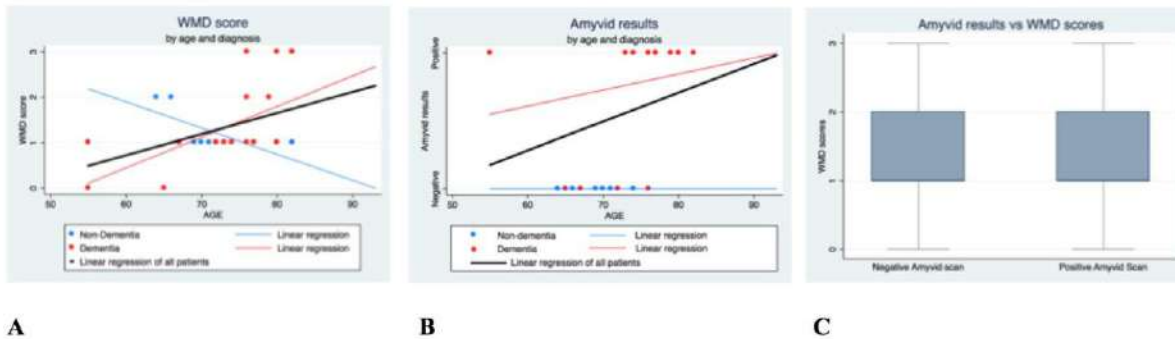 WMD score
by age and diagnosis
WMD score
3
2
1
0
50 60 70 80 90
AGE
Non-Dementia Linear regression
Dementia Linear regression
Linear regression of all patients
A
Amyvid results
by age and diagnosis
Amyvid results
Positive
Negative
50 60 70 80 90
AGE
Non-dementia Linear regression
Dementia Linear regression
Linear regression of all patients
B
Amyvid results vs WMD scores
WMD scores
3
2
1
0
Negative Amyvid scan Positive Amyvid Scan
C